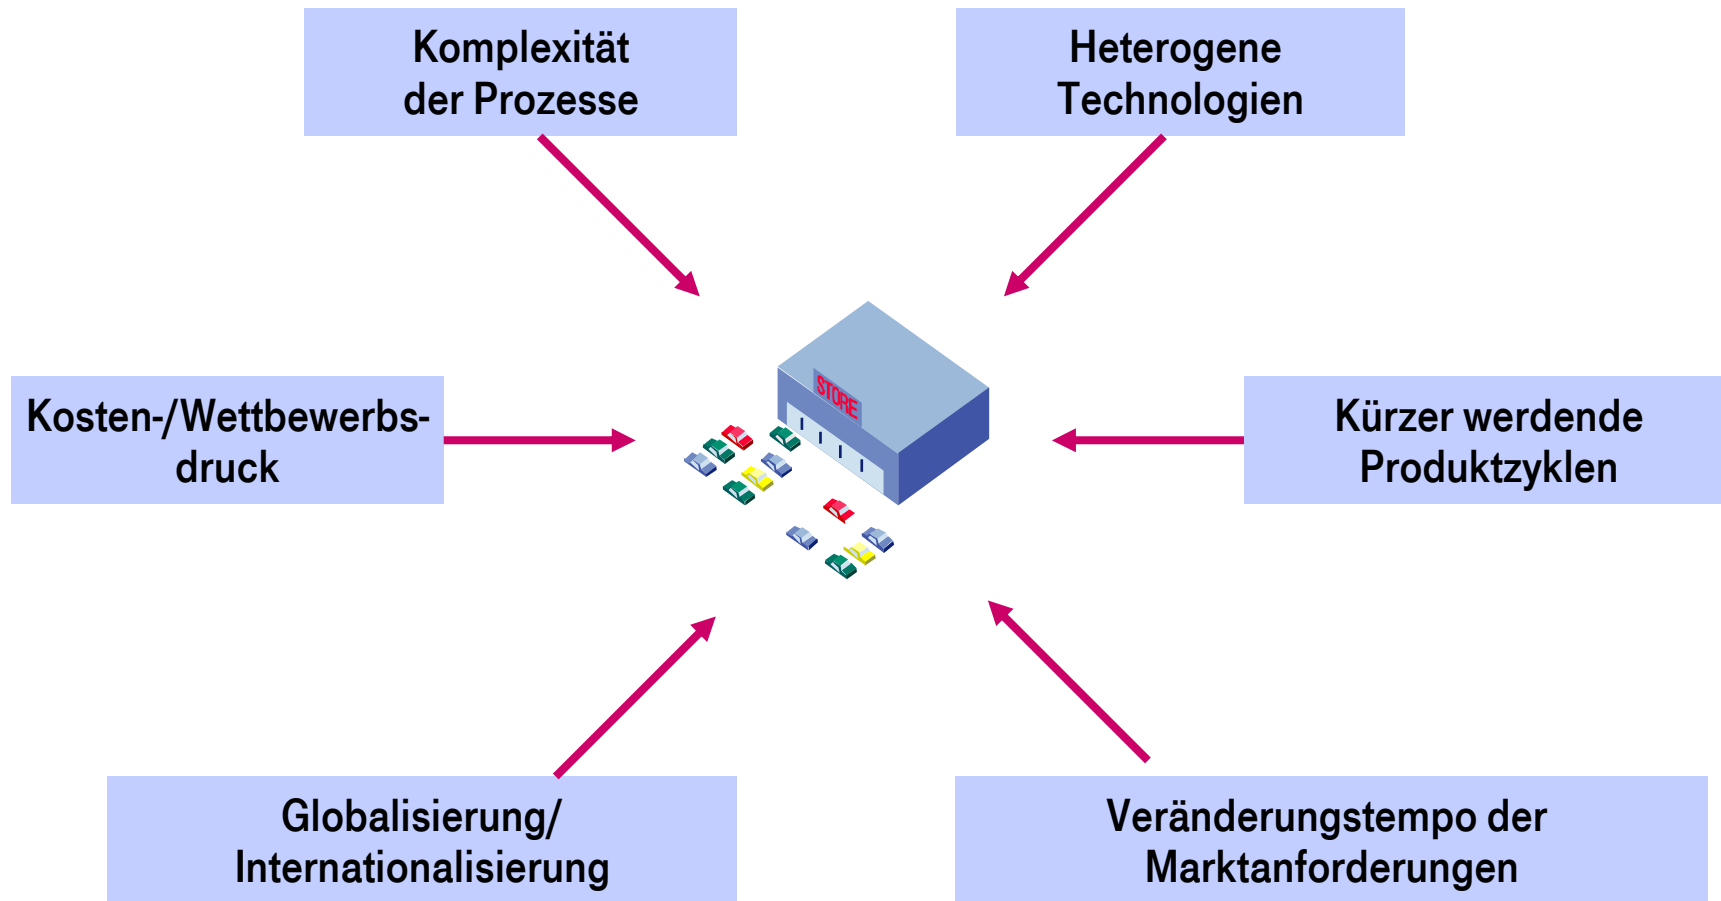 Komplexität
der Prozesse
Heterogene
Technologien
STORE
Kosten-/Wettbewerbs-
druck
Kürzer werdende
Produktzyklen
Globalisierung/
Internationalisierung
Veränderungstempo der
Marktanforderungen